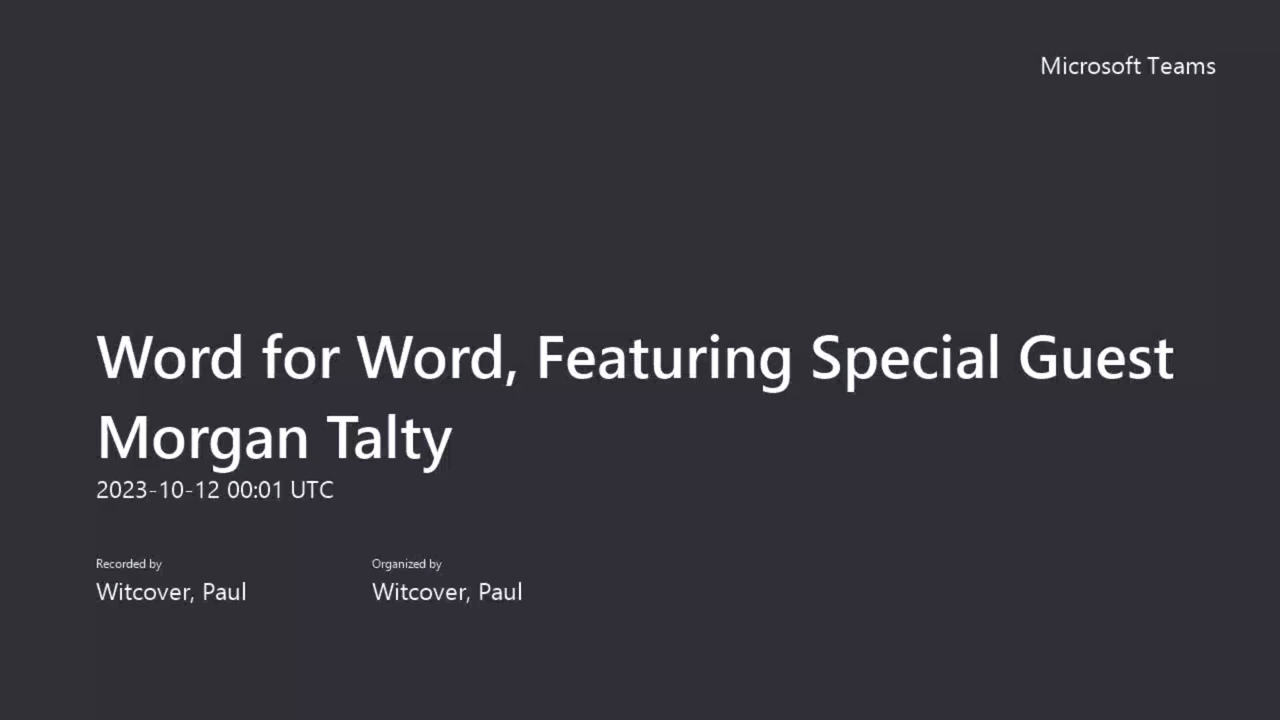 Microsoft Teams
Word for Word, Featuring Special Guest
Morgan Talty
2023-10-12 00:01 UTC
Recorded by
Witcover, Paul
Organized by
Witcover, Paul